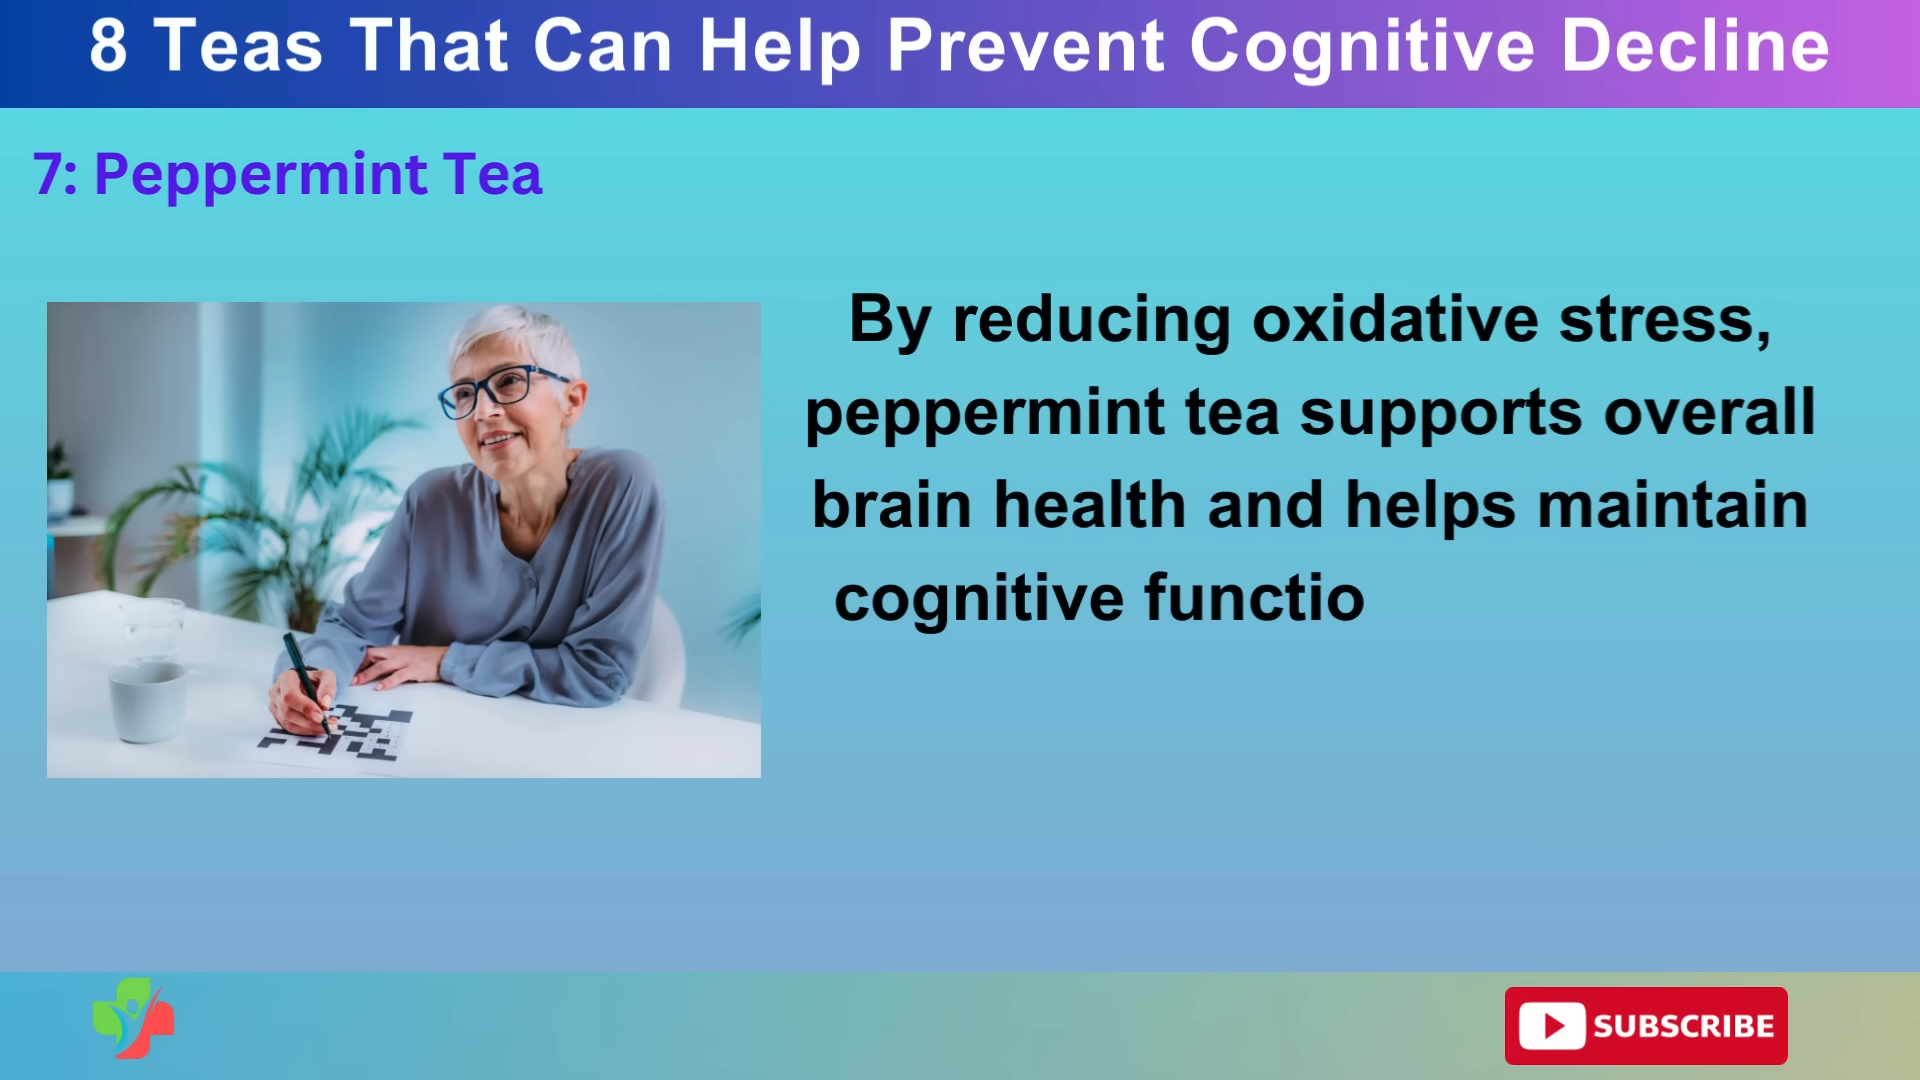 8 Teas That Can Help Prevent Cognitive Decline
7: Peppermint Tea
By reducing oxidative stress,
peppermint tea supports overall
brain health and helps maintain
cognitive functio
SUBSCRIBE